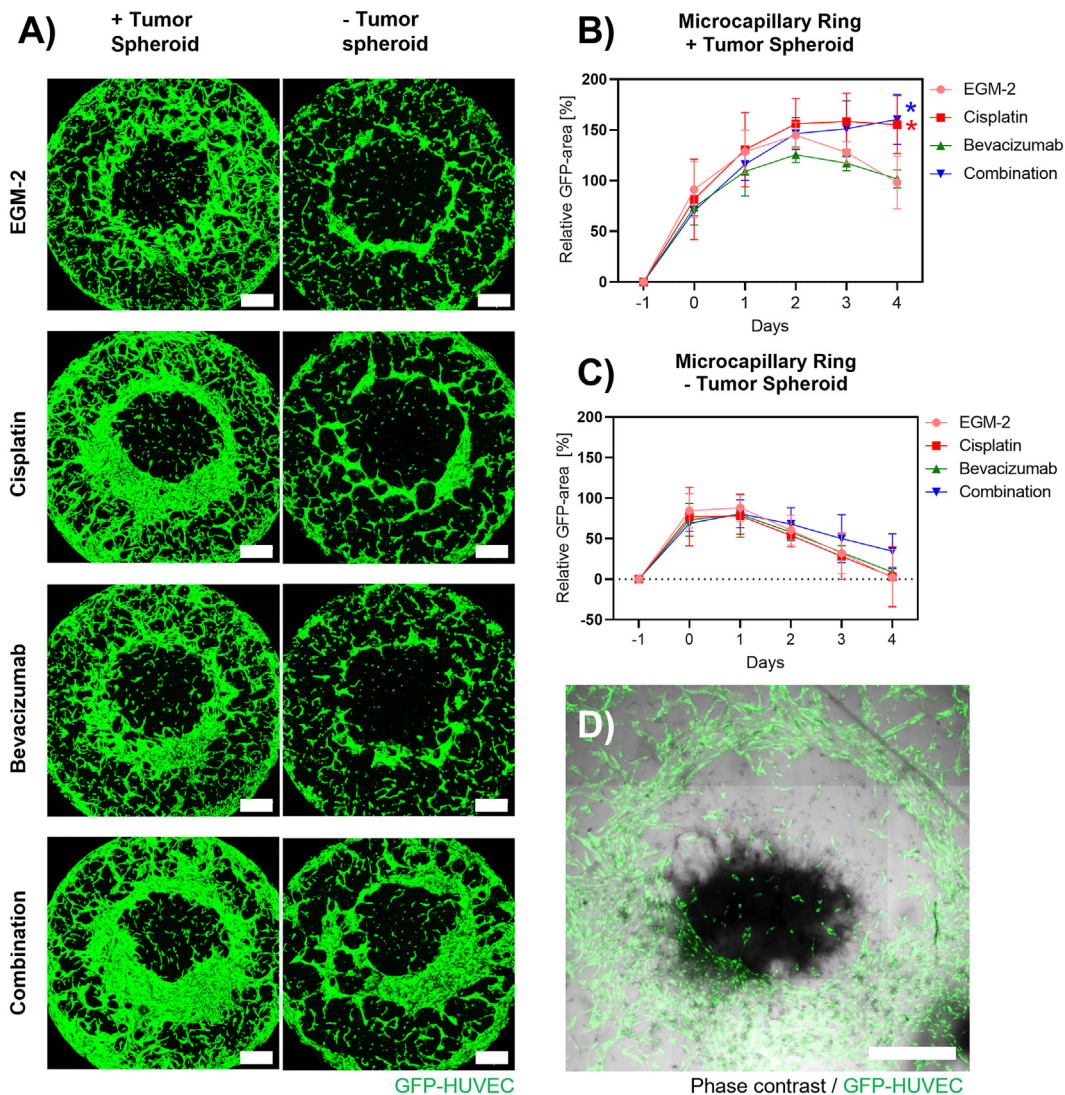 A)
+ Tumor
Spheroid
- Tumor
spheroid
EGM-2
Cisplatin
Bevacizumab
Combination
GFP-HUVEC
B)
Microcapillary Ring
+ Tumor Spheroid
Relative GFP-area [%]
200
150
100
50
0
-1
0
1
2
3
4
Days
*
*
EGM-2
Cisplatin
Bevacizumab
Combination
C)
Microcapillary Ring
- Tumor Spheroid
Relative GFP-area [%]
200
150
100
50
0
-50
-1
0
1
2
3
4
Days
EGM-2
Cisplatin
Bevacizumab
Combination
D)
Phase contrast / GFP-HUVEC